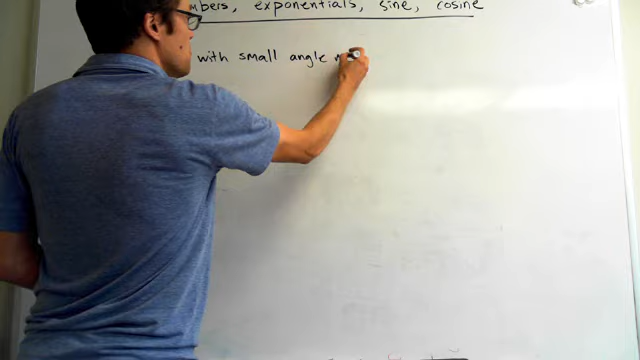 mbers, exponentials, sine, cosine
with small angle